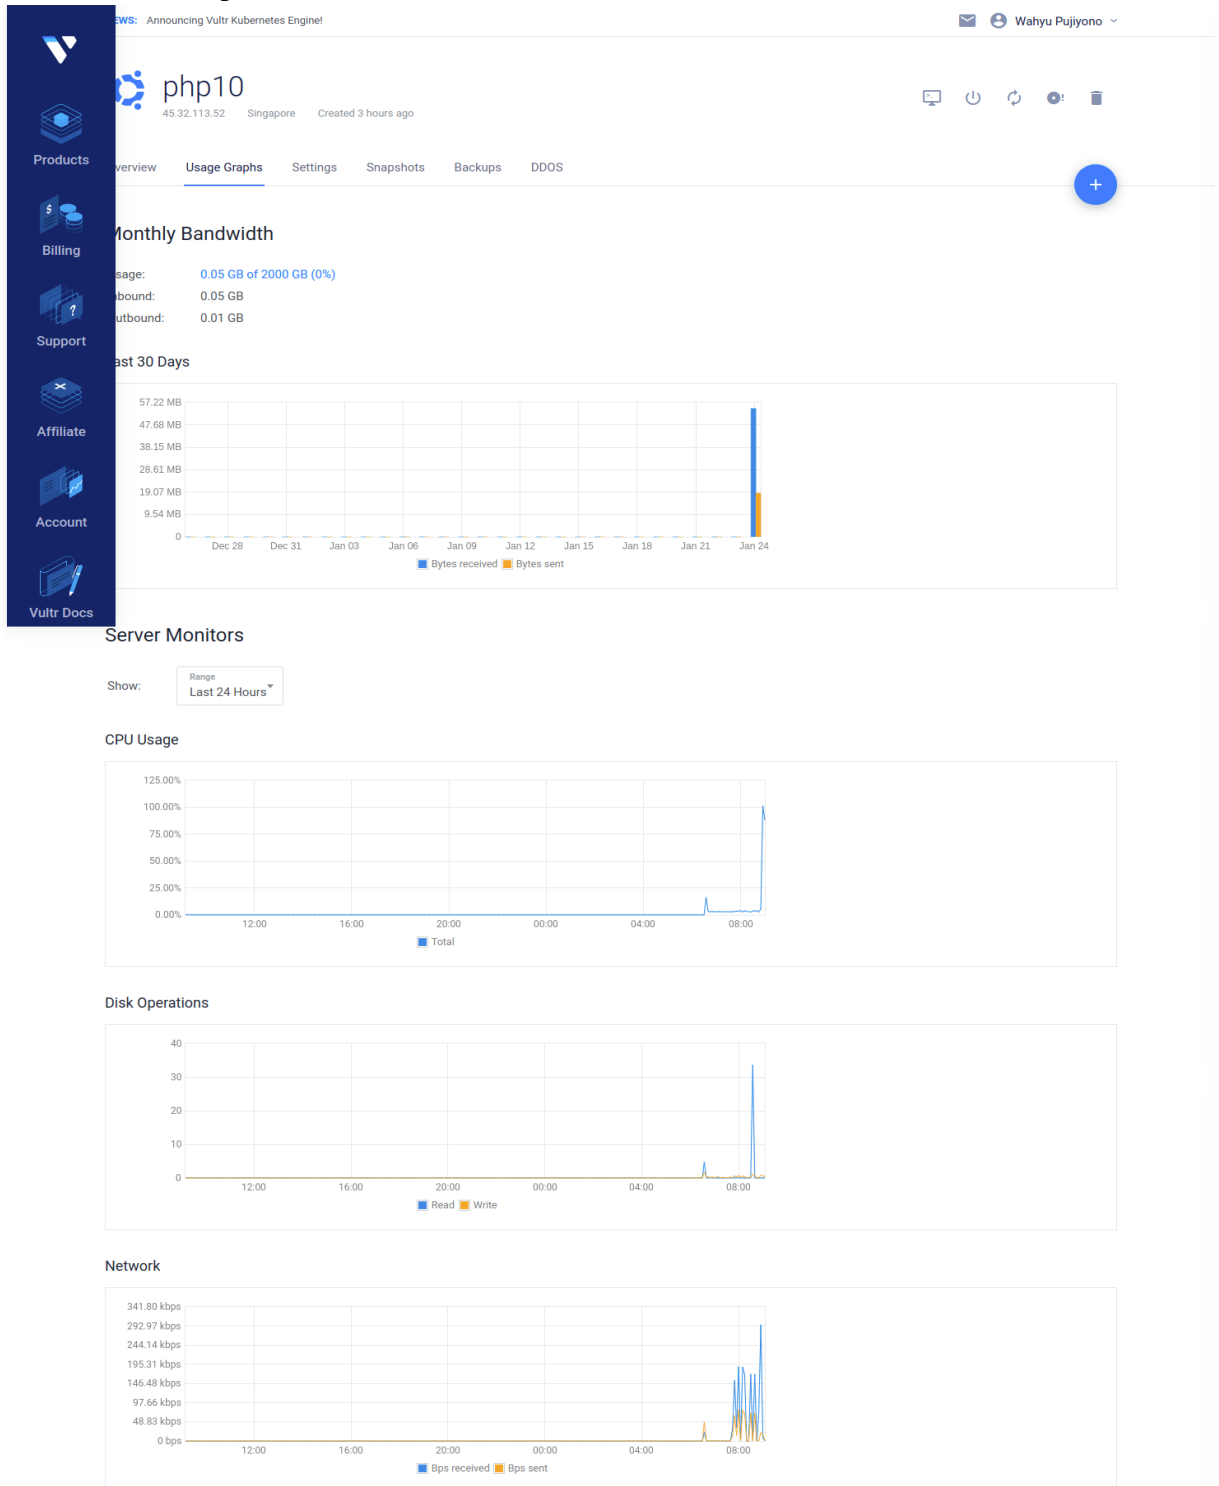 EWS: Announcing Vultr Kubernetes Engine!
Wahyu Pujiyono
php10
45.32.113.52 Singapore Created 3 hours ago
Products
verview Usage Graphs Settings Snapshots Backups DDOS
Monthly Bandwidth
Billing
sage: 0.05 GB of 2000 GB (0%)
bound: 0.05 GB
utbound: 0.01 GB
Support
ast 30 Days
57.22 MB
47.68 MB
Affiliate
38.15 MB
28.61 MB
19.07 MB
9.54 MB
Account
0
Dec 28 Dec 31 Jan 03 Jan 06 Jan 09 Jan 12 Jan 15 Jan 18 Jan 21 Jan 24
Bytes received Bytes sent
Vultr Docs
Server Monitors
Show: Range
Last 24 Hours
CPU Usage
125.00%
100.00%
75.00%
50.00%
25.00%
0.00%
12:00 16:00 20:00 00:00 04:00 08:00
Total
Disk Operations
40
30
20
10
0
12:00 16:00 20:00 00:00 04:00 08:00
Read Write
Network
341.80 kbps
292.97 kbps
244.14 kbps
195.31 kbps
146.48 kbps
97.66 kbps
48.83 kbps
0 bps
12:00 16:00 20:00 00:00 04:00 08:00
Bps received Bps sent